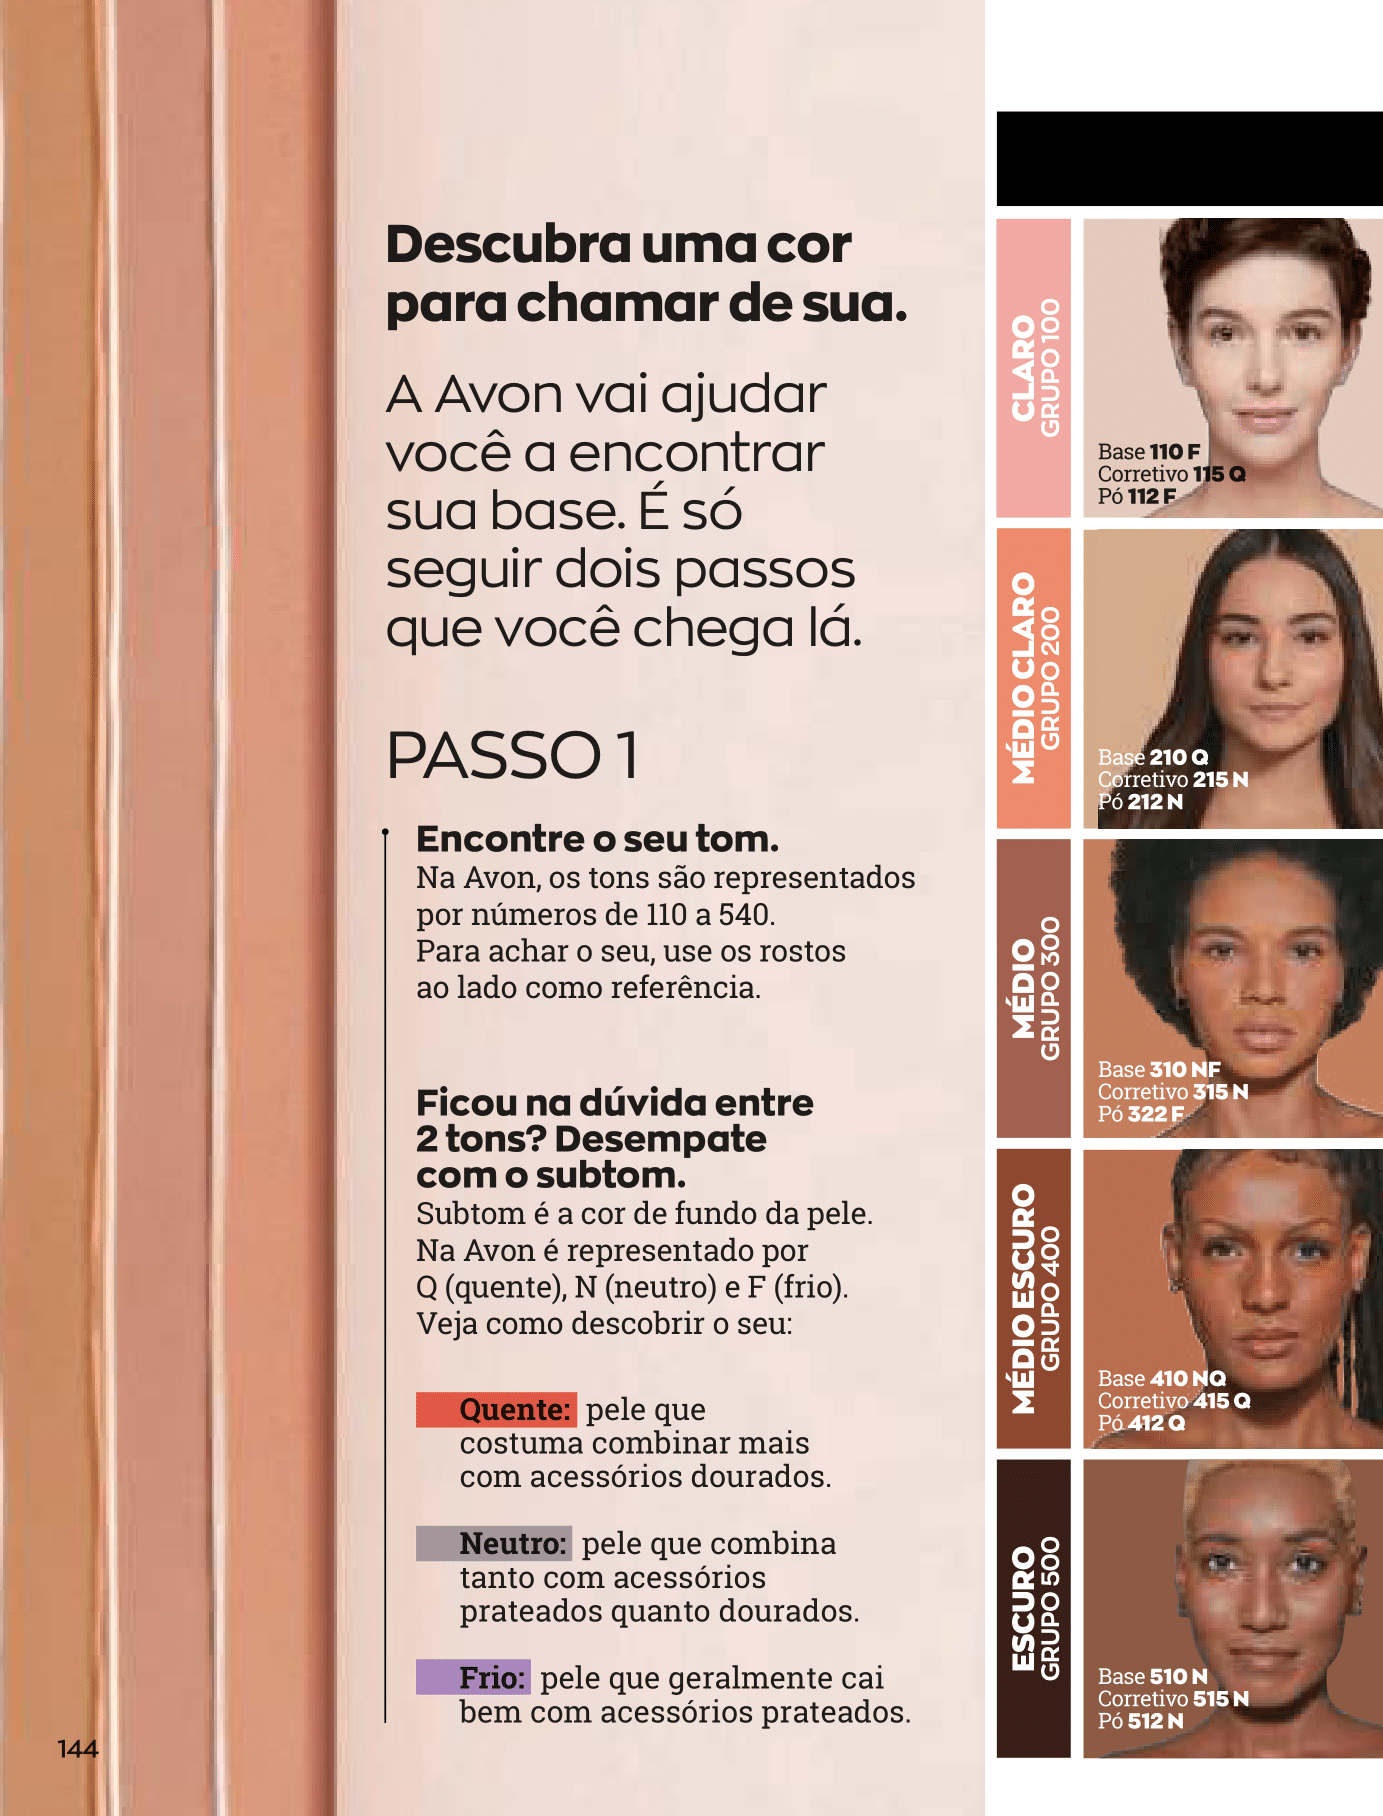 Descubra uma cor
para chamar de sua.
A Avon vai ajudar
você a encontrar
sua base. É só
seguir dois passos
que você chega lá.
PASSO 1
Encontre o seu tom.
Na Avon, os tons são representados
por números de 110 a 540.
Para achar o seu, use os rostos
ao lado como referência.
Ficou na dúvida entre
2 tons? Desempate
com o subtom.
Subtom é a cor de fundo da pele.
Na Avon é representado por
Q (quente), N (neutro) e F (frio).
Veja como descobrir o seu:
Quente: pele que
costuma combinar mais
com acessórios dourados.
Neutro: pele que combina
tanto com acessórios
prateados quanto dourados.
Frio: pele que geralmente cai
bem com acessórios prateados.
144
CLARO
GRUPO 100
Base 110 F
Corretivo 115 Q
Pó 112 F
MÉDIO CLARO
GRUPO 200
Base 210 Q
Corretivo 215 N
Pó 212 N
MÉDIO
GRUPO 300
Base 310 NF
Corretivo 315 N
Pó 322 F
MÉDIO ESCURO
GRUPO 400
Base 410 NQ
Corretivo 415 Q
Pó 412 Q
ESCURO
GRUPO 500
Base 510 N
Corretivo 515 N
Pó 512 N